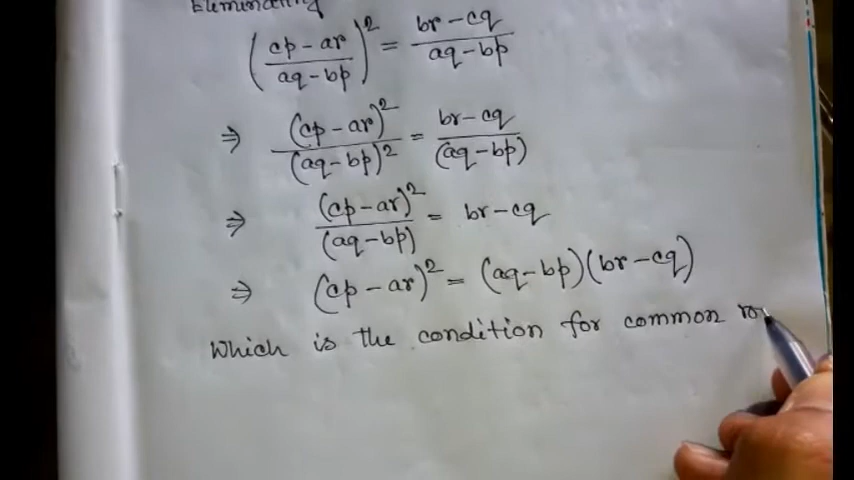 Eleminating
(cp-ar/aq-bp)² = br-cq/aq-bp
⇒ (cp-ar)²/(aq-bp)² = br-cq/(aq-bp)
⇒ (cp-ar)²/(aq-bp) = br-cq
⇒ (cp-ar)² = (aq-bp)(br-cq)
Which is the condition for common ro